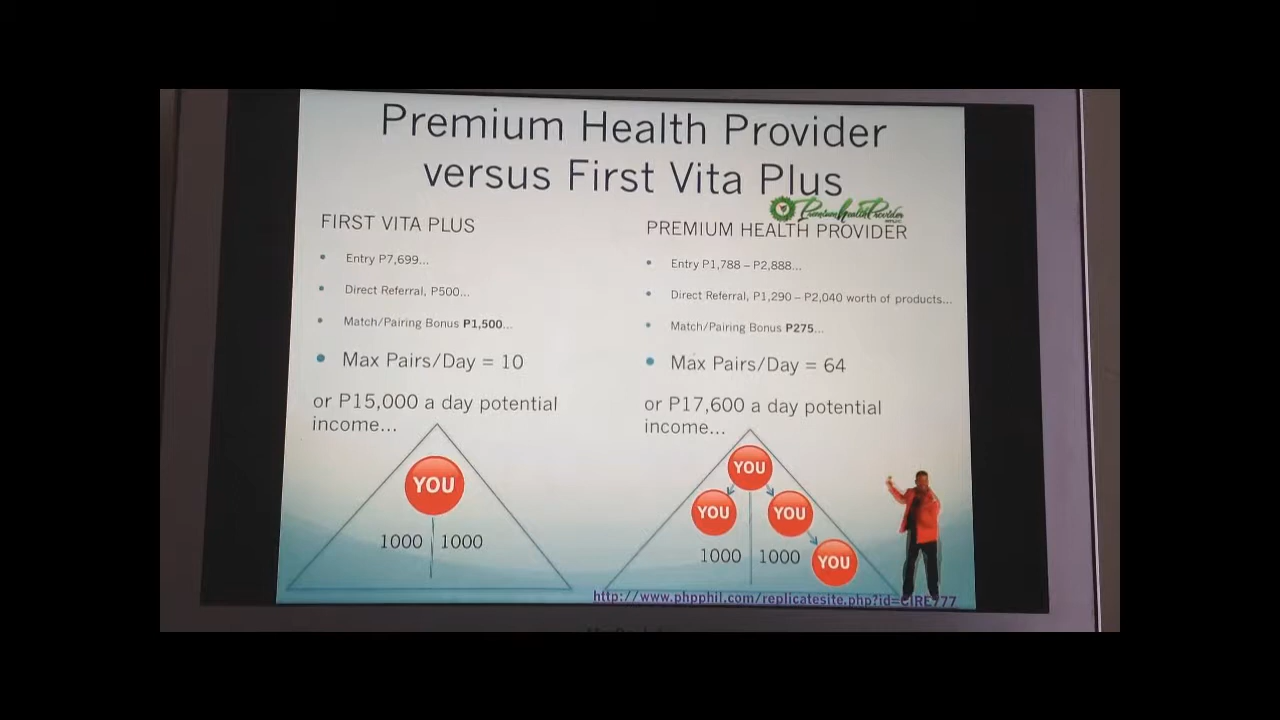 Premium Health Provider
versus First Vita Plus
Premium Health Provider
FIRST VITA PLUS
• Entry P7,699...
• Direct Referral, P500...
• Match/Pairing Bonus P1,500...
• Max Pairs/Day = 10
or P15,000 a day potential
income...
YOU
1000 1000
PREMIUM HEALTH PROVIDER
• Entry P1,788 – P2,888...
• Direct Referral, P1,290 – P2,040 worth of products...
• Match/Pairing Bonus P275...
• Max Pairs/Day = 64
or P17,600 a day potential
income...
YOU
YOU YOU
1000 1000
YOU
http://www.phpphil.com/replicatesite.php?id=CIRE777